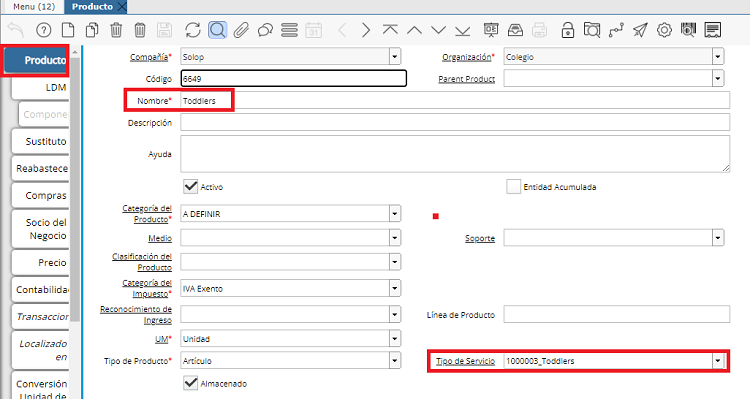 Menu (12)
Producto
Producto
LDM
Compone
Sustituto
Reabastece
Compras
Socio del
Negocio
Precio
Contabilidad
Transaccion
Localizado
en
Conversión
Unidad de
Compañía* Solop Organización* Colegio
Código 6649 Parent Product
Nombre* Toddlers
Descripción
Ayuda
Activo Entidad Acumulada
Categoría del
Producto* A DEFINIR
Medio Soporte
Clasificación del
Producto
Categoría del
Impuesto* IVA Exento
Reconocimiento de
Ingreso Línea de Producto
UM* Unidad
Tipo de Producto* Artículo Tipo de Servicio 1000003_Toddlers
Almacenado